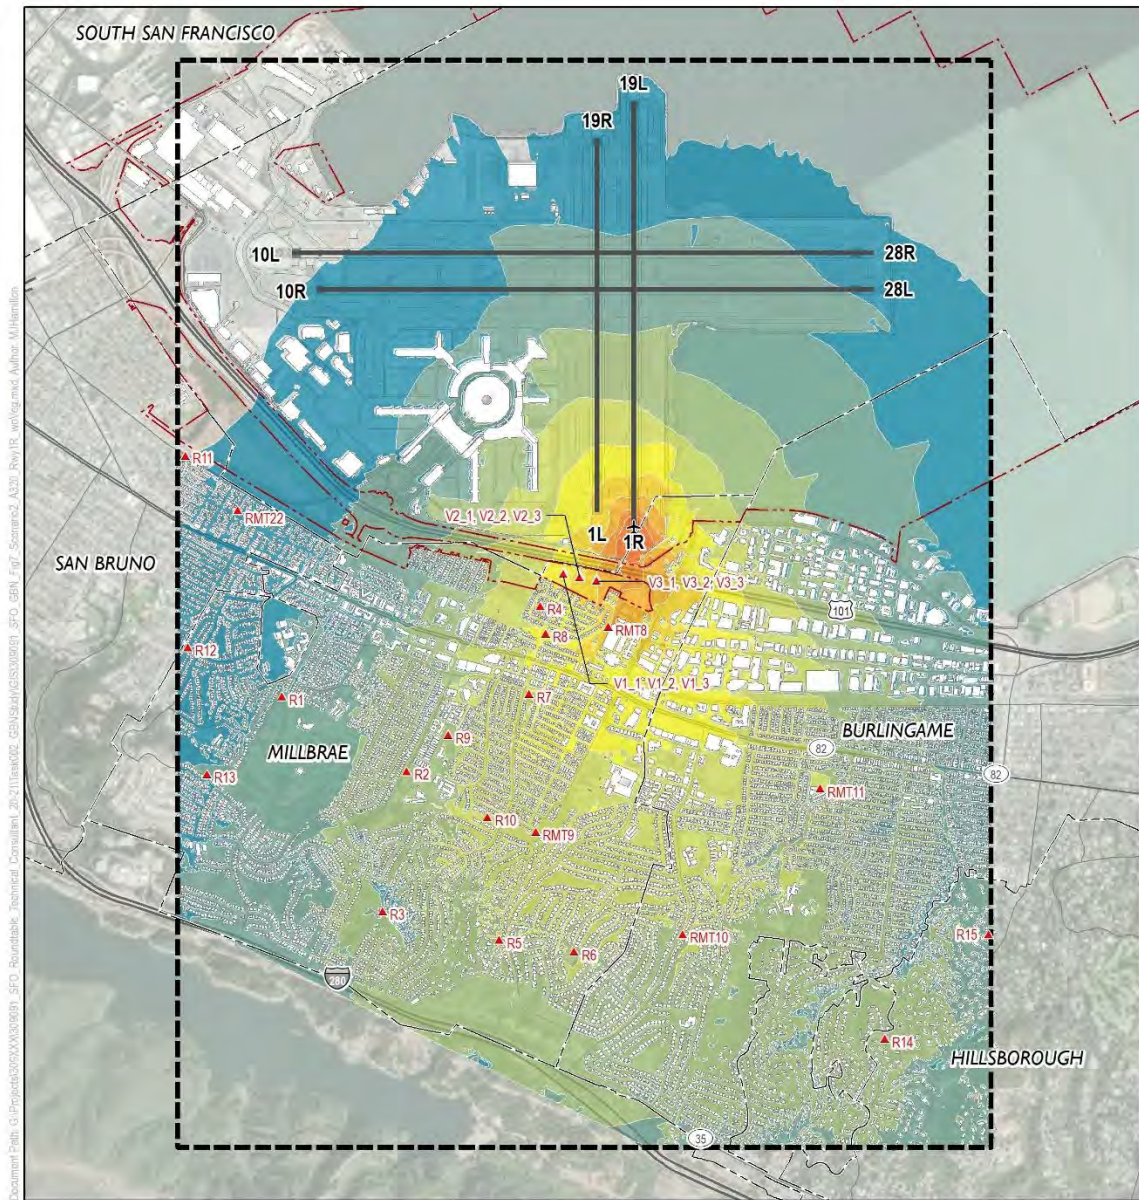 SOUTH SAN FRANCISCO
19L
19R
10L
28R
10R
28L
R11
V2_1, V2_2, V2_3
1L
1R
RMT22
SAN BRUNO
V3_1, V3_2, V3_3
R4
101
R8
RMT8
R12
V1_1, V1_2, V1_3
R1
R7
BURLINGAME
R9
MILLBRAE
82
R2
82
R13
RMT11
R10
RMT9
R3
R15
RMT10
R5
R6
280
R14
HILLSBOROUGH
35